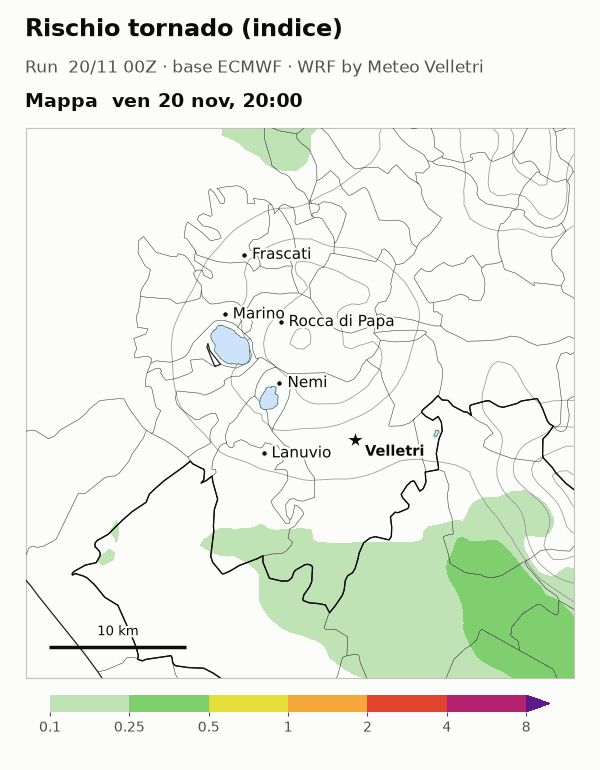 Rischio tornado (indice)
Run  20/11 00Z · base ECMWF · WRF by Meteo Velletri
Mappa  ven 20 nov, 20:00
Frascati
Marino
Rocca di Papa
Nemi
Velletri
Lanuvio
10 km
0.1 0.25 0.5 1 2 4 8